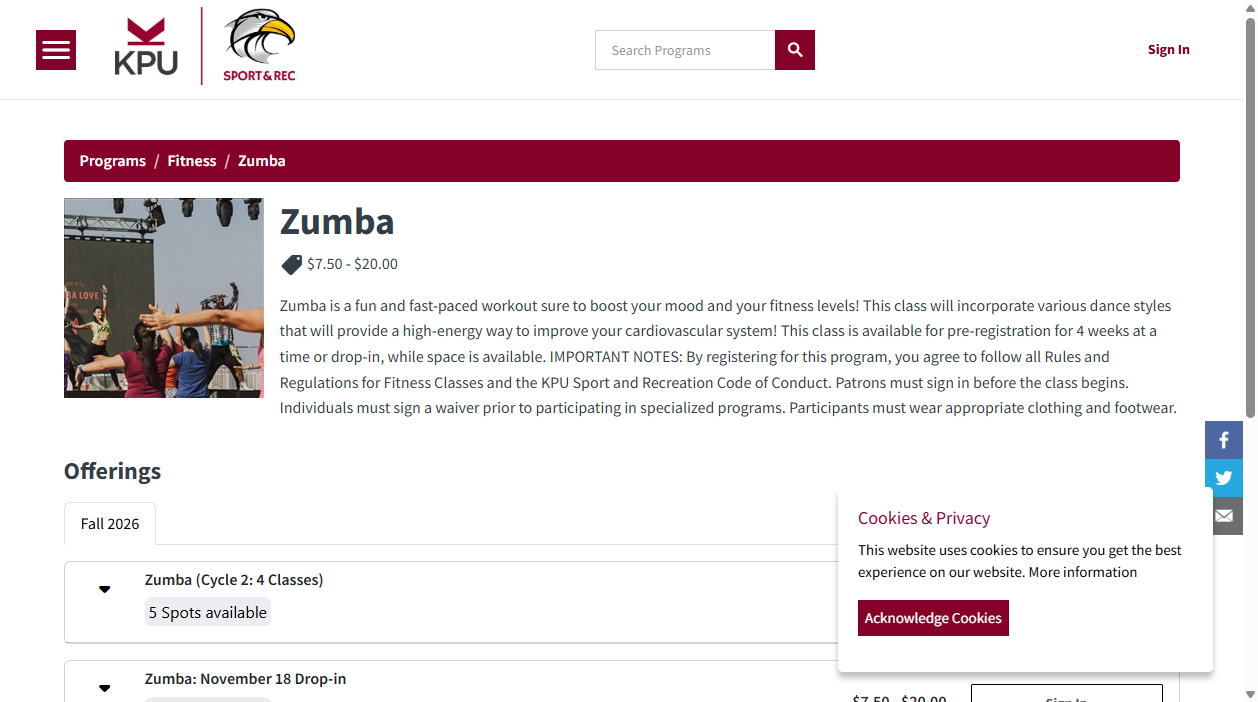 KPU
SPORT & REC
Search Programs
Sign In
Programs / Fitness / Zumba
Zumba
$7.50 - $20.00
Zumba is a fun and fast-paced workout sure to boost your mood and your fitness levels! This class will incorporate various dance styles
that will provide a high-energy way to improve your cardiovascular system! This class is available for pre-registration for 4 weeks at a
time or drop-in, while space is available. IMPORTANT NOTES: By registering for this program, you agree to follow all Rules and
Regulations for Fitness Classes and the KPU Sport and Recreation Code of Conduct. Patrons must sign in before the class begins.
Individuals must sign a waiver prior to participating in specialized programs. Participants must wear appropriate clothing and footwear.
Offerings
Fall 2026
Zumba (Cycle 2: 4 Classes)
5 Spots available
Cookies & Privacy
This website uses cookies to ensure you get the best
experience on our website. More information
Acknowledge Cookies
Zumba: November 18 Drop-in
$7.50 - $20.00
Sign In